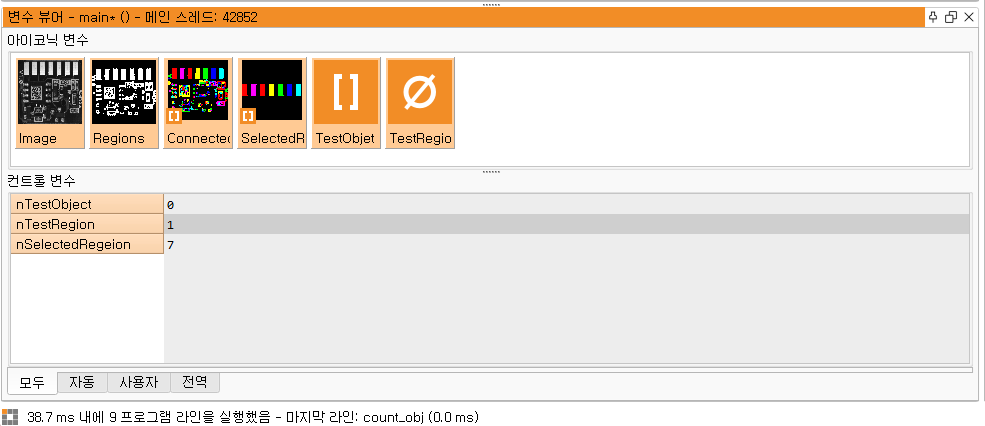 변수 뷰어 - main* () - 메인 스레드: 42852
아이코닉 변수
Image Regions Connected SelectedR TestObjet TestRegio
컨트롤 변수
nTestObject 0
nTestRegion 1
nSelectedRegeion 7
모두 자동 사용자 전역
38.7 ms 내에 9 프로그램 라인을 실행했음 - 마지막 라인: count_obj (0.0 ms)